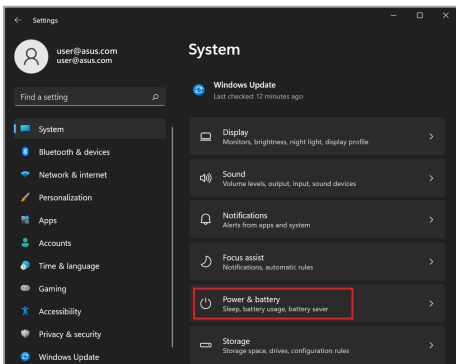 Settings
user@asus.com
user@asus.com
Find a setting
System
Bluetooth & devices
Network & internet
Personalization
Apps
Accounts
Time & language
Gaming
Accessibility
Privacy & security
Windows Update
System
Windows Update
Last checked: 12 minutes ago
Display
Monitors, brightness, night light, display profile
Sound
Volume levels, output, input, sound devices
Notifications
Alerts from apps and system
Focus assist
Notifications, automatic rules
Power & battery
Sleep, battery usage, battery saver
Storage
Storage space, drives, configuration rules